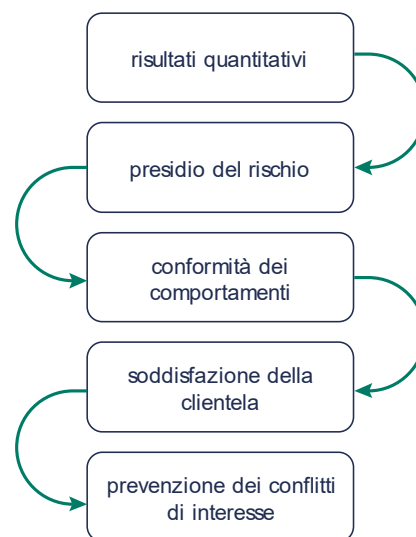 risultati quantitativi
presidio del rischio
conformità dei
comportamenti
soddisfazione della
clientela
prevenzione dei conflitti
di interesse